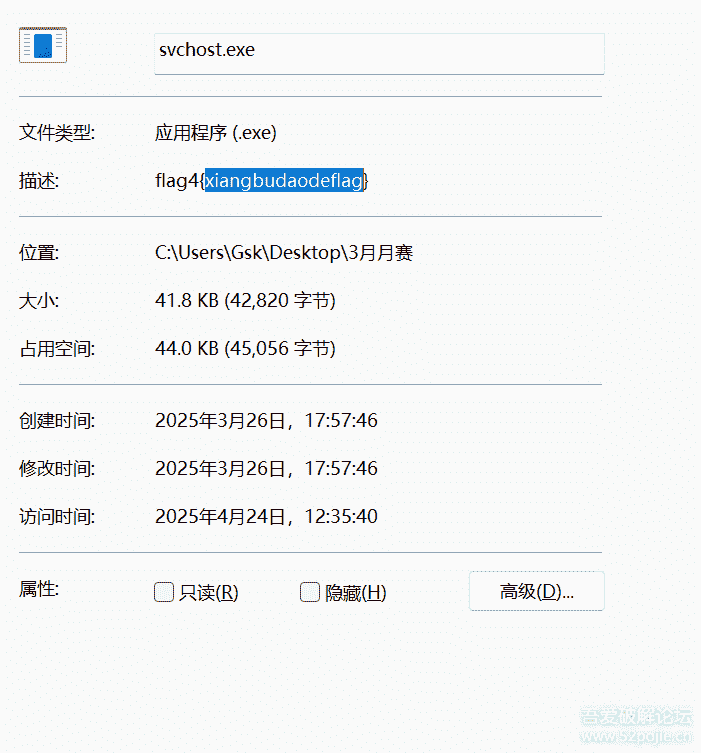 svchost.exe
文件类型: 应用程序 (.exe)
描述: flag4{xiangbudaodeflag}
位置: C:\Users\Gsk\Desktop\3月月赛
大小: 41.8 KB (42,820 字节)
占用空间: 44.0 KB (45,056 字节)
创建时间: 2025年3月26日，17:57:46
修改时间: 2025年3月26日，17:57:46
访问时间: 2025年4月24日，12:35:40
属性: 只读(R) 隐藏(H) 高级(D)...
吾爱破解论坛
www.52pojie.cn